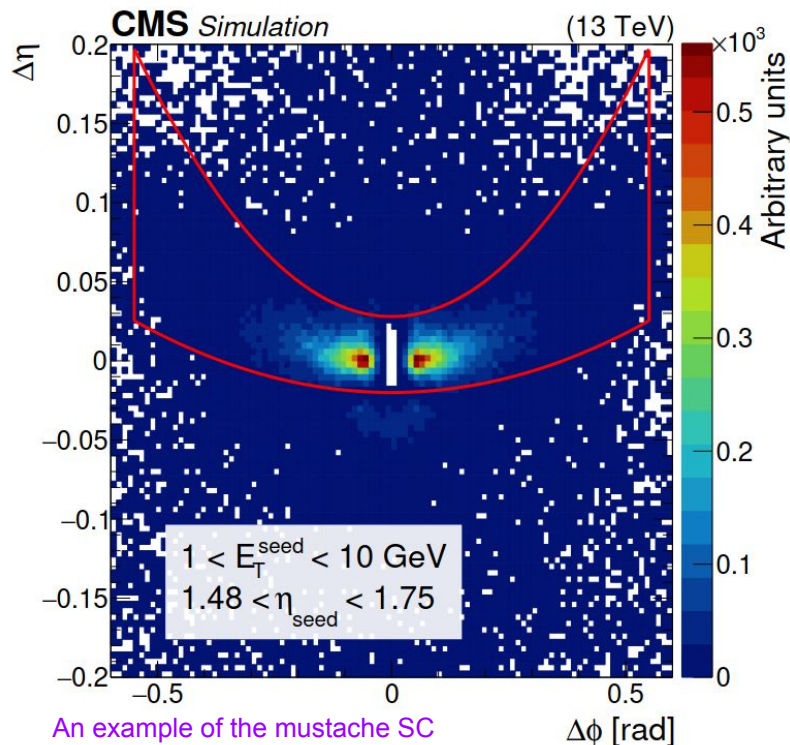 CMS Simulation (13 TeV)
×10³
Δη
Arbitrary units
0.2
0.15
0.1
0.05
0
−0.05
−0.1
−0.15
−0.2
0.5
0.4
0.3
0.2
0.1
0
1 < E_T^seed < 10 GeV
1.48 < η_seed < 1.75
−0.5 0 0.5
An example of the mustache SC Δϕ [rad]